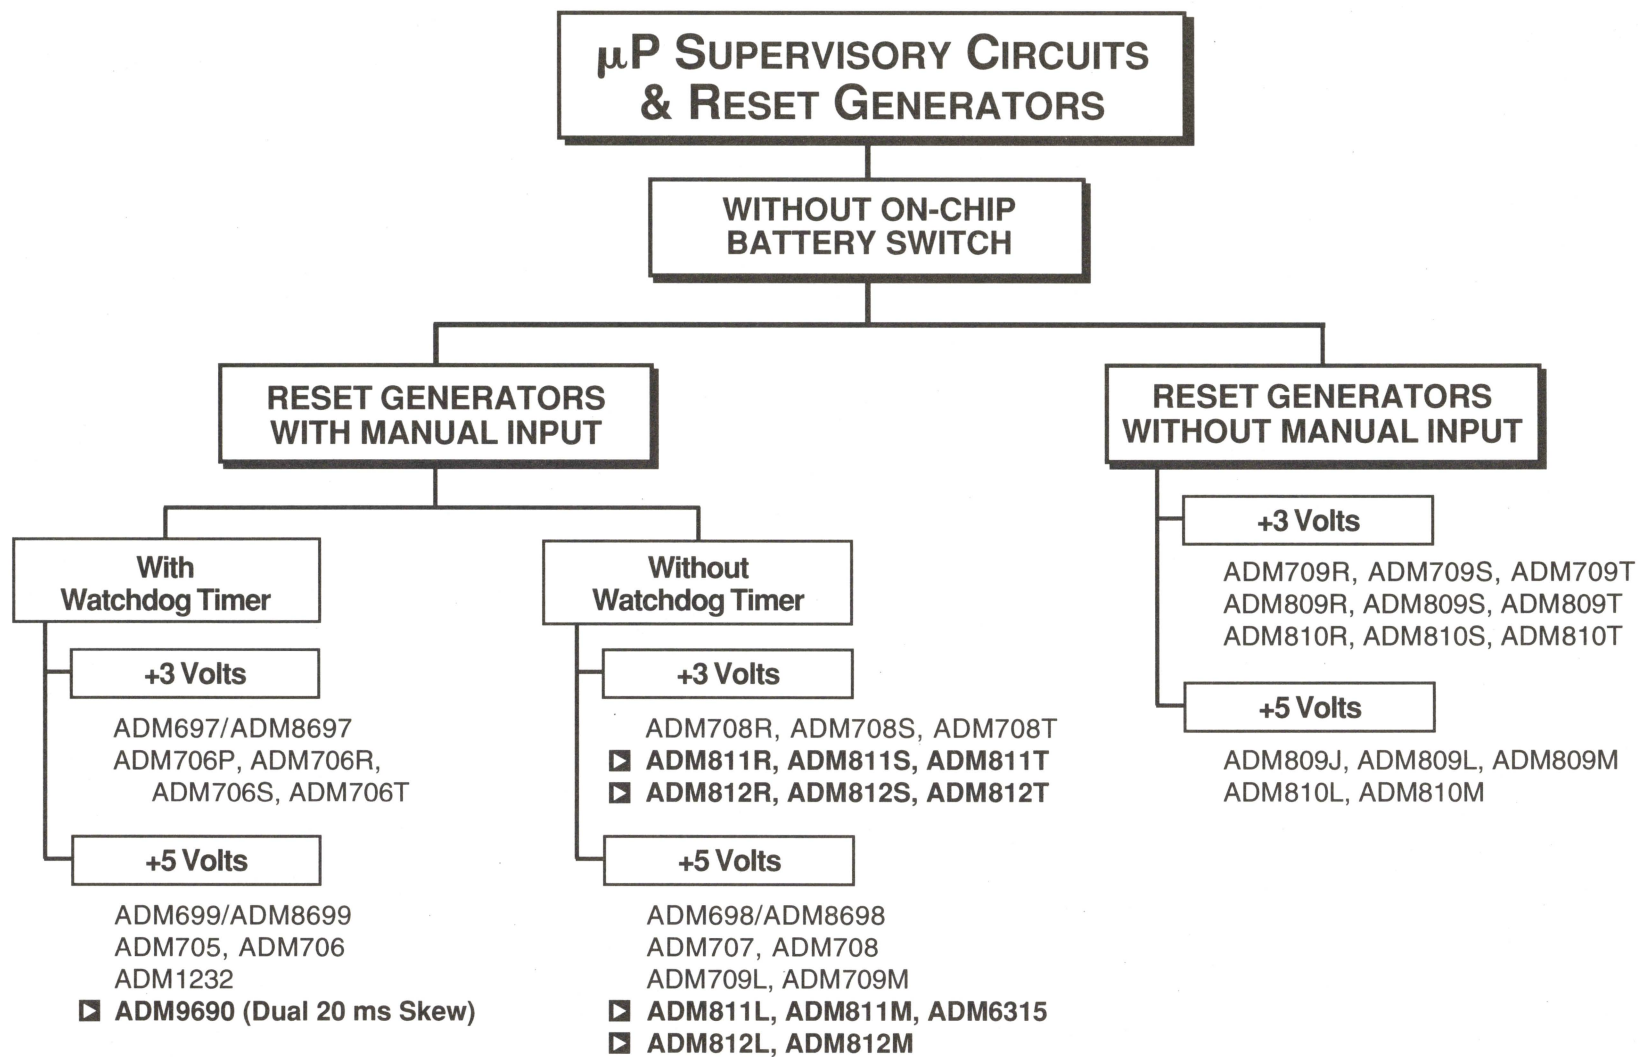 µP SUPERVISORY CIRCUITS
& RESET GENERATORS
WITHOUT ON-CHIP
BATTERY SWITCH
RESET GENERATORS
WITH MANUAL INPUT
With
Watchdog Timer
+3 Volts
ADM697/ADM8697
ADM706P, ADM706R,
ADM706S, ADM706T
+5 Volts
ADM699/ADM8699
ADM705, ADM706
ADM1232
ADM9690 (Dual 20 ms Skew)
Without
Watchdog Timer
+3 Volts
ADM708R, ADM708S, ADM708T
ADM811R, ADM811S, ADM811T
ADM812R, ADM812S, ADM812T
+5 Volts
ADM698/ADM8698
ADM707, ADM708
ADM709L, ADM709M
ADM811L, ADM811M, ADM6315
ADM812L, ADM812M
RESET GENERATORS
WITHOUT MANUAL INPUT
+3 Volts
ADM709R, ADM709S, ADM709T
ADM809R, ADM809S, ADM809T
ADM810R, ADM810S, ADM810T
+5 Volts
ADM809J, ADM809L, ADM809M
ADM810L, ADM810M